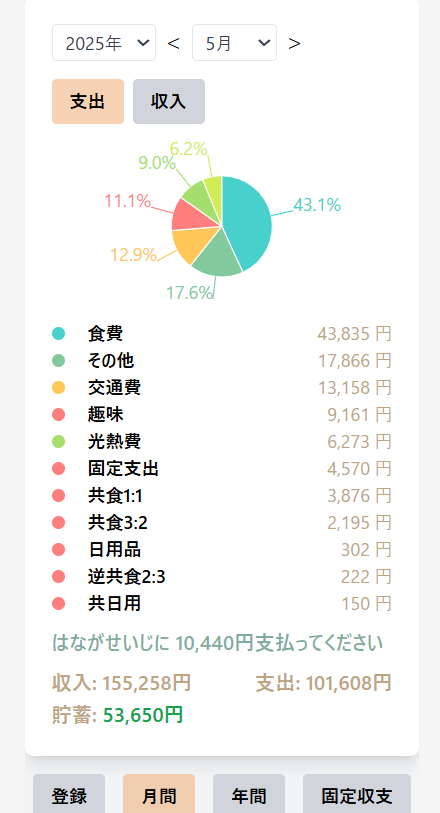 2025年 < 5月 >
支出 収入
6.2%
9.0%
11.1%
43.1%
12.9%
17.6%
食費 43,835 円
その他 17,866 円
交通費 13,158 円
趣味 9,161 円
光熱費 6,273 円
固定支出 4,570 円
共食1:1 3,876 円
共食3:2 2,195 円
日用品 302 円
逆共食2:3 222 円
共日用 150 円
はながせいじに 10,440円支払ってください
収入: 155,258円 支出: 101,608円
貯蓄: 53,650円
登録 月間 年間 固定収支